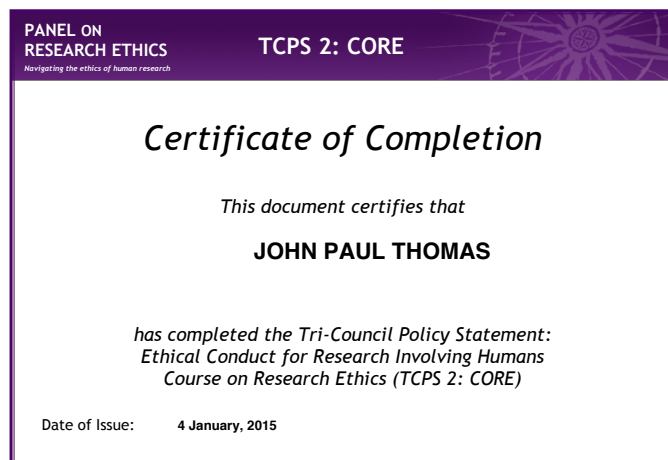 PANEL ON
RESEARCH ETHICS
Navigating the ethics of human research
TCPS 2: CORE
Certificate of Completion
This document certifies that
JOHN PAUL THOMAS
has completed the Tri-Council Policy Statement:
Ethical Conduct for Research Involving Humans
Course on Research Ethics (TCPS 2: CORE)
Date of Issue: 4 January, 2015